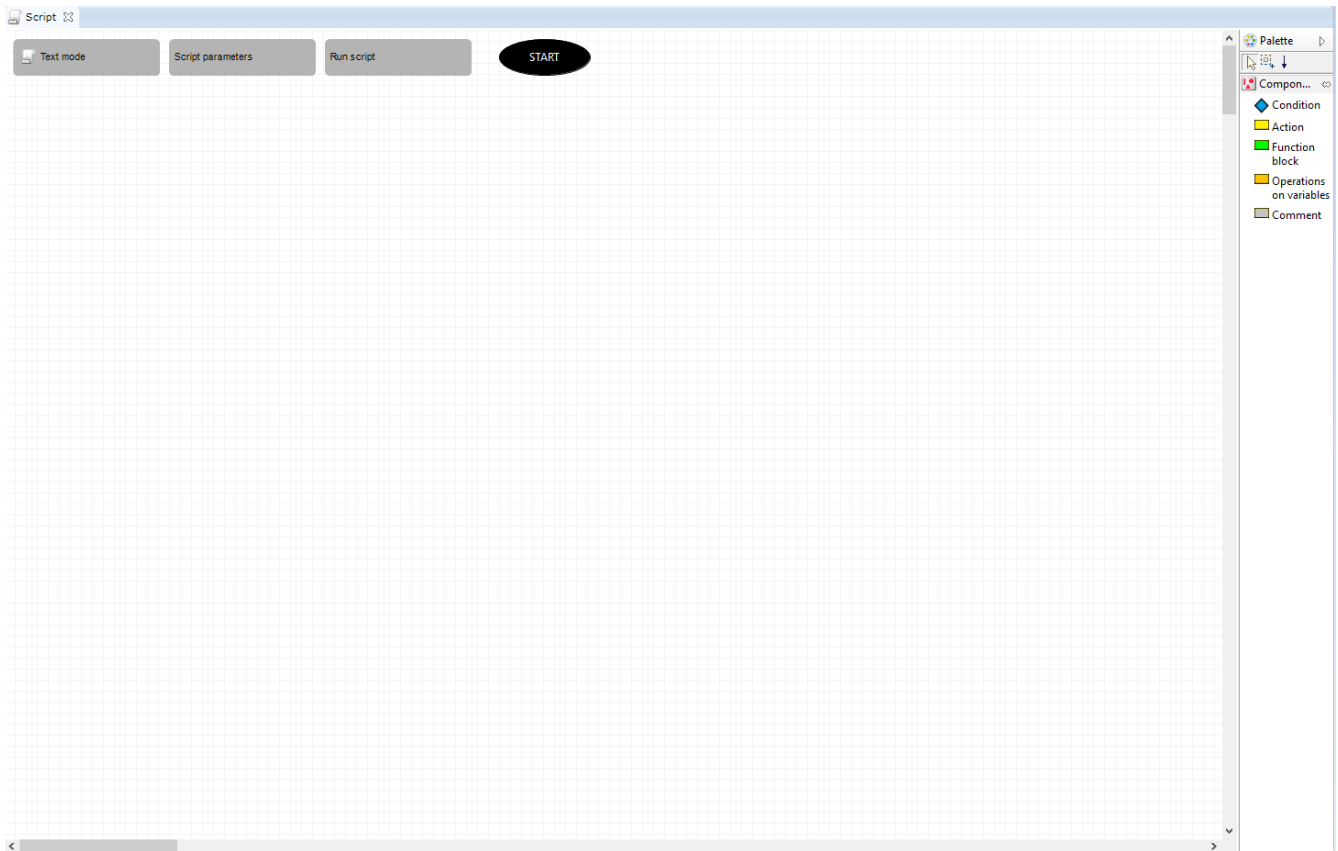 Script
Text mode
Script parameters
Run script
START
Palette
Compon...
Condition
Action
Function
block
Operations
on variables
Comment